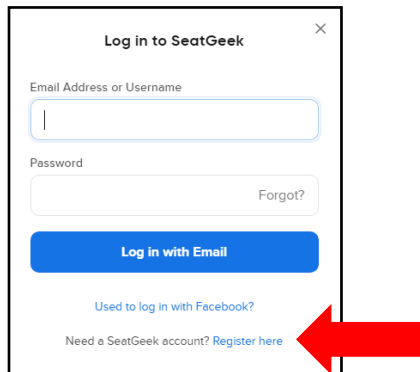 Log in to SeatGeek
Email Address or Username
Password
Forgot?
Log in with Email
Used to log in with Facebook?
Need a SeatGeek account? Register here